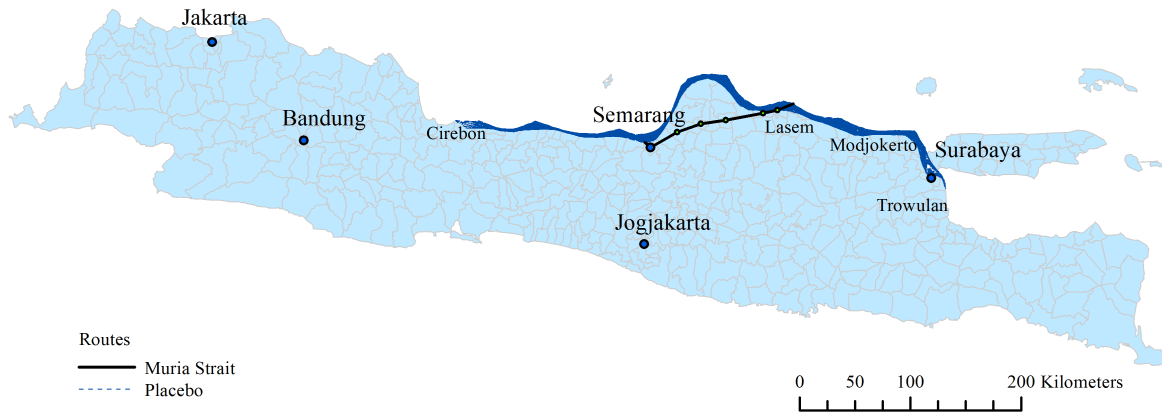 Jakarta
Bandung
Cirebon
Semarang
Lasem
Modjokerto
Surabaya
Trowulan
Jogjakarta
Routes
Muria Strait
Placebo
0 50 100 200 Kilometers